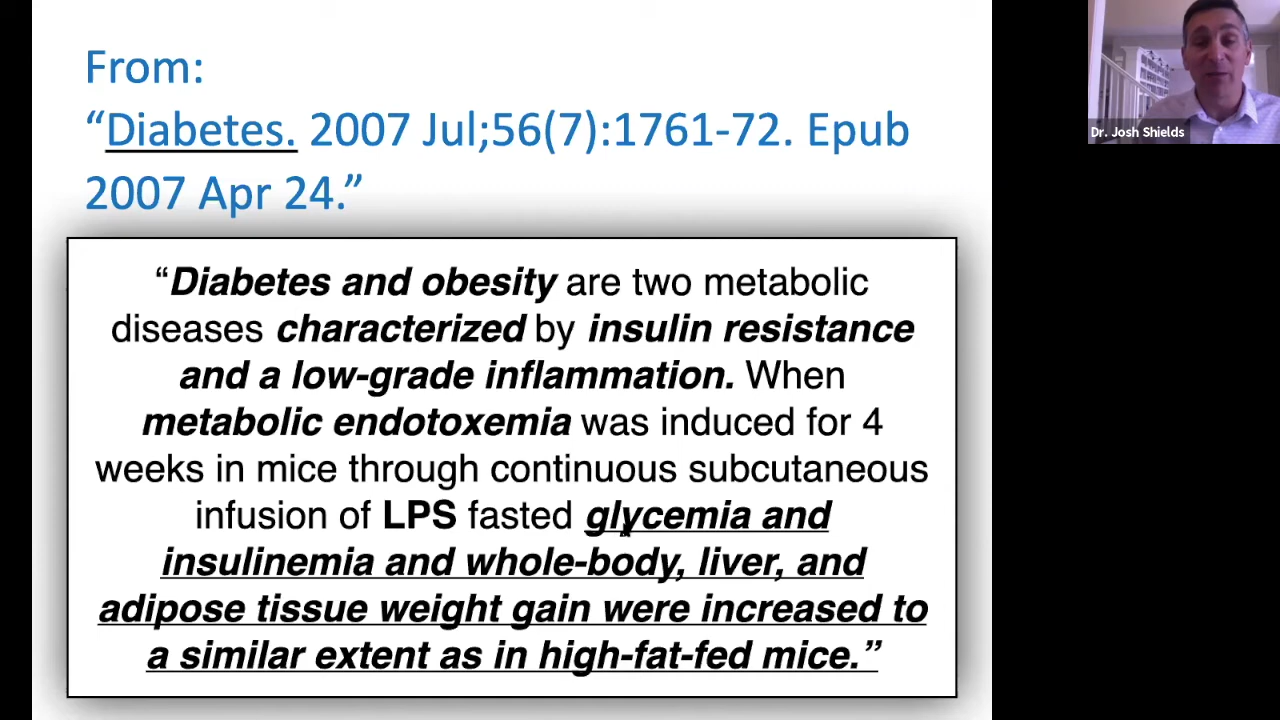 From:
“Diabetes. 2007 Jul;56(7):1761-72. Epub
2007 Apr 24.”
“Diabetes and obesity are two metabolic
diseases characterized by insulin resistance
and a low-grade inflammation. When
metabolic endotoxemia was induced for 4
weeks in mice through continuous subcutaneous
infusion of LPS fasted glycemia and
insulinemia and whole-body, liver, and
adipose tissue weight gain were increased to
a similar extent as in high-fat-fed mice.”
Dr. Josh Shields